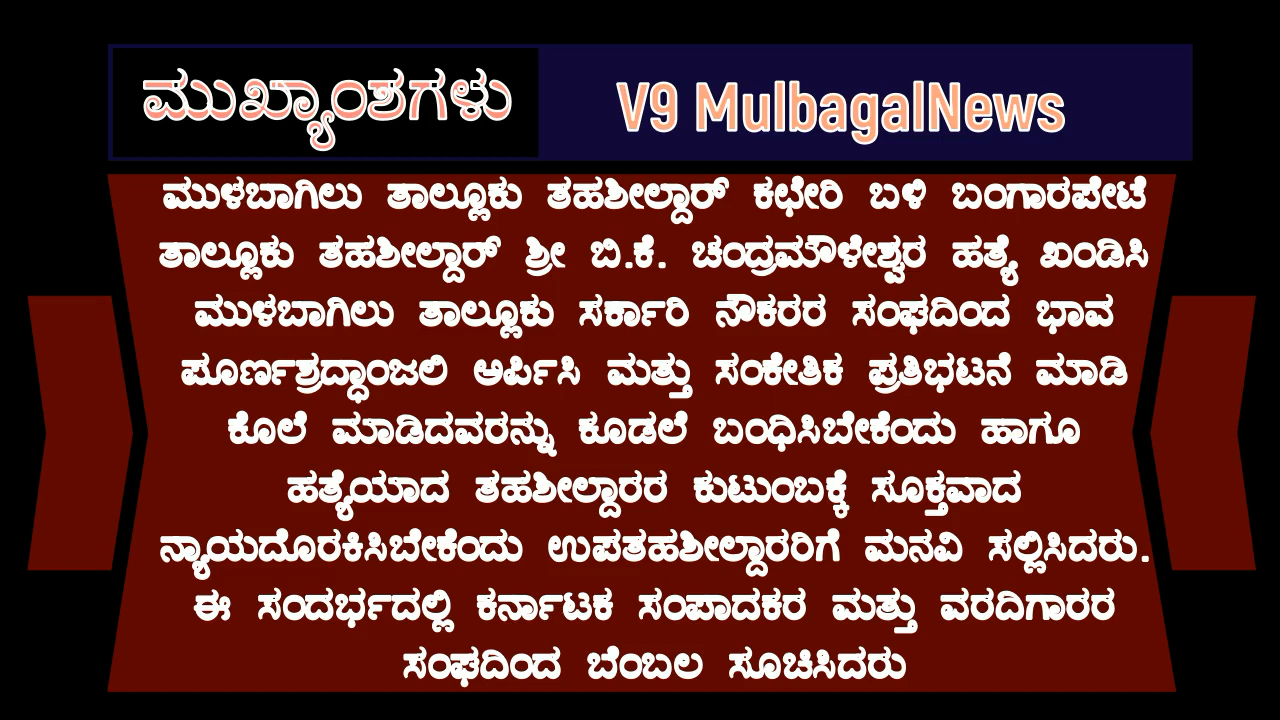 ಮುಖ್ಯಾಂಶಗಳು
V9 MulbagalNews
ಮುಳಬಾಗಿಲು ತಾಲ್ಲೂಕು ತಹಶೀಲ್ದಾರ್ ಕಛೇರಿ ಬಳಿ ಬಂಗಾರಪೇಟೆ
ತಾಲ್ಲೂಕು ತಹಶೀಲ್ದಾರ್ ಶ್ರೀ ಬಿ.ಕೆ. ಚಂದ್ರಮೌಳೇಶ್ವರ ಹತ್ಯೆ ಖಂಡಿಸಿ
ಮುಳಬಾಗಿಲು ತಾಲ್ಲೂಕು ಸರ್ಕಾರಿ ನೌಕರರ ಸಂಘದಿಂದ ಭಾವ
ಪೂರ್ಣಶ್ರದ್ಧಾಂಜಲಿ ಅರ್ಪಿಸಿ ಮತ್ತು ಸಂಕೇತಿಕ ಪ್ರತಿಭಟನೆ ಮಾಡಿ
ಕೊಲೆ ಮಾಡಿದವರನ್ನು ಕೂಡಲೆ ಬಂಧಿಸಿಬೇಕೆಂದು ಹಾಗೂ
ಹತ್ಯೆಯಾದ ತಹಶೀಲ್ದಾರರ ಕುಟುಂಬಕ್ಕೆ ಸೂಕ್ತವಾದ
ನ್ಯಾಯದೊರಕಿಸಿಬೇಕೆಂದು ಉಪತಹಶೀಲ್ದಾರರಿಗೆ ಮನವಿ ಸಲ್ಲಿಸಿದರು.
ಈ ಸಂದರ್ಭದಲ್ಲಿ ಕರ್ನಾಟಕ ಸಂಪಾದಕರ ಮತ್ತು ವರದಿಗಾರರ
ಸಂಘದಿಂದ ಬೆಂಬಲ ಸೂಚಿಸಿದರು